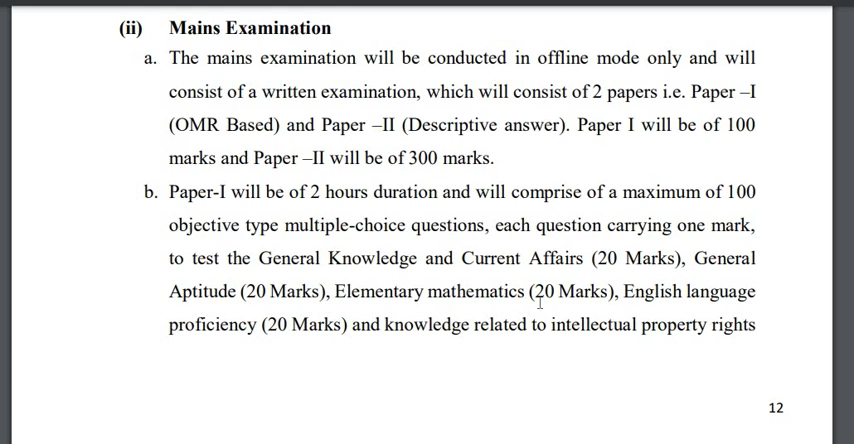 (ii) Mains Examination
a. The mains examination will be conducted in offline mode only and will
consist of a written examination, which will consist of 2 papers i.e. Paper –I
(OMR Based) and Paper –II (Descriptive answer). Paper I will be of 100
marks and Paper –II will be of 300 marks.
b. Paper-I will be of 2 hours duration and will comprise of a maximum of 100
objective type multiple-choice questions, each question carrying one mark,
to test the General Knowledge and Current Affairs (20 Marks), General
Aptitude (20 Marks), Elementary mathematics (20 Marks), English language
proficiency (20 Marks) and knowledge related to intellectual property rights
12